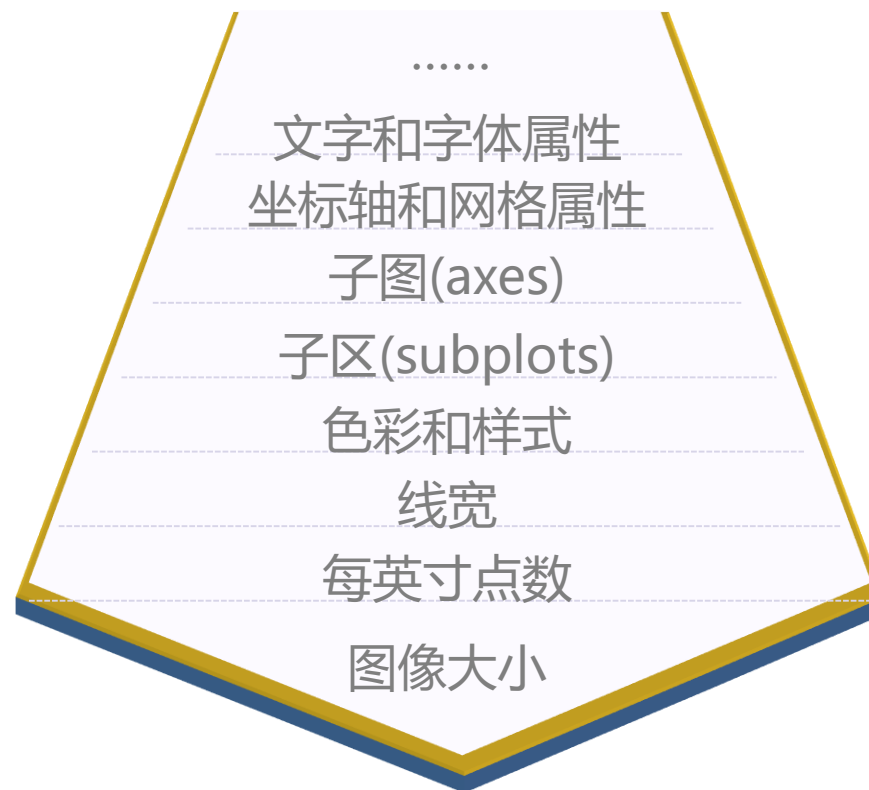 ......
文字和字体属性
坐标轴和网格属性
子图(axes)
子区(subplots)
色彩和样式
线宽
每英寸点数
图像大小